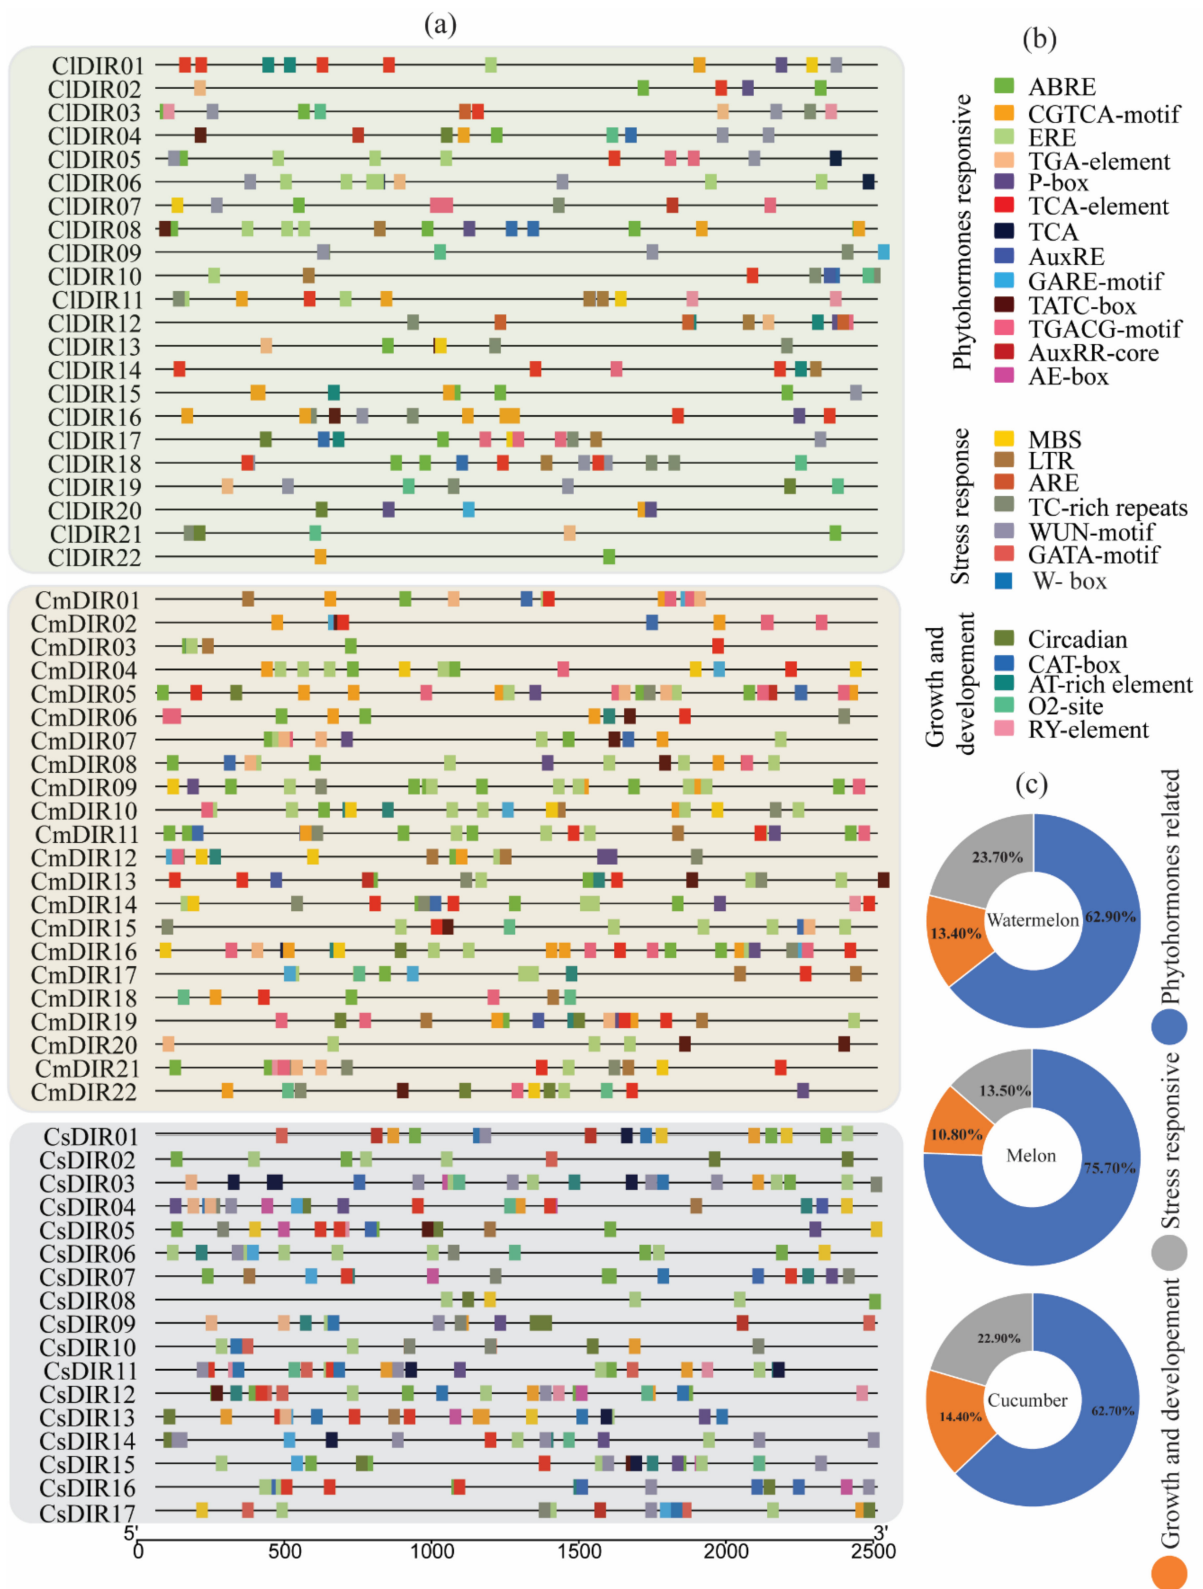 (a)
ClDIR01
ClDIR02
ClDIR03
ClDIR04
ClDIR05
ClDIR06
ClDIR07
ClDIR08
ClDIR09
ClDIR10
ClDIR11
ClDIR12
ClDIR13
ClDIR14
ClDIR15
ClDIR16
ClDIR17
ClDIR18
ClDIR19
ClDIR20
ClDIR21
ClDIR22
CmDIR01
CmDIR02
CmDIR03
CmDIR04
CmDIR05
CmDIR06
CmDIR07
CmDIR08
CmDIR09
CmDIR10
CmDIR11
CmDIR12
CmDIR13
CmDIR14
CmDIR15
CmDIR16
CmDIR17
CmDIR18
CmDIR19
CmDIR20
CmDIR21
CmDIR22
CsDIR01
CsDIR02
CsDIR03
CsDIR04
CsDIR05
CsDIR06
CsDIR07
CsDIR08
CsDIR09
CsDIR10
CsDIR11
CsDIR12
CsDIR13
CsDIR14
CsDIR15
CsDIR16
CsDIR17
5' 3'
0 500 1000 1500 2000 2500
(b)
Phytohormones responsive
ABRE
CGTCA-motif
ERE
TGA-element
P-box
TCA-element
TCA
AuxRE
GARE-motif
TATC-box
TGACG-motif
AuxRR-core
AE-box
Stress response
MBS
LTR
ARE
TC-rich repeats
WUN-motif
GATA-motif
W- box
Growth and
developement
Circadian
CAT-box
AT-rich element
O2-site
RY-element
(c)
23.70%
Watermelon
62.90%
13.40%
13.50%
10.80%
Melon
75.70%
22.90%
Cucumber
62.70%
14.40%
Phytohormones related
Stress responsive
Growth and developement